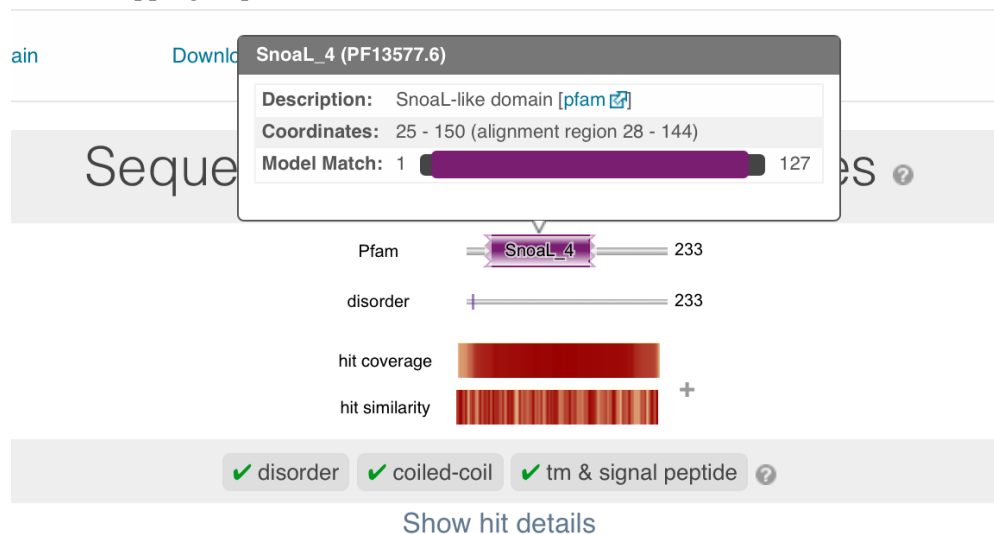 ain Downlo
SnoaL_4 (PF13577.6)
Description: SnoaL-like domain [pfam]
Coordinates: 25 - 150 (alignment region 28 - 144)
Model Match: 1 127
Seque es ?
Pfam SnoaL_4 233
disorder 233
hit coverage
+
hit similarity
✔ disorder ✔ coiled-coil ✔ tm & signal peptide ?
Show hit details